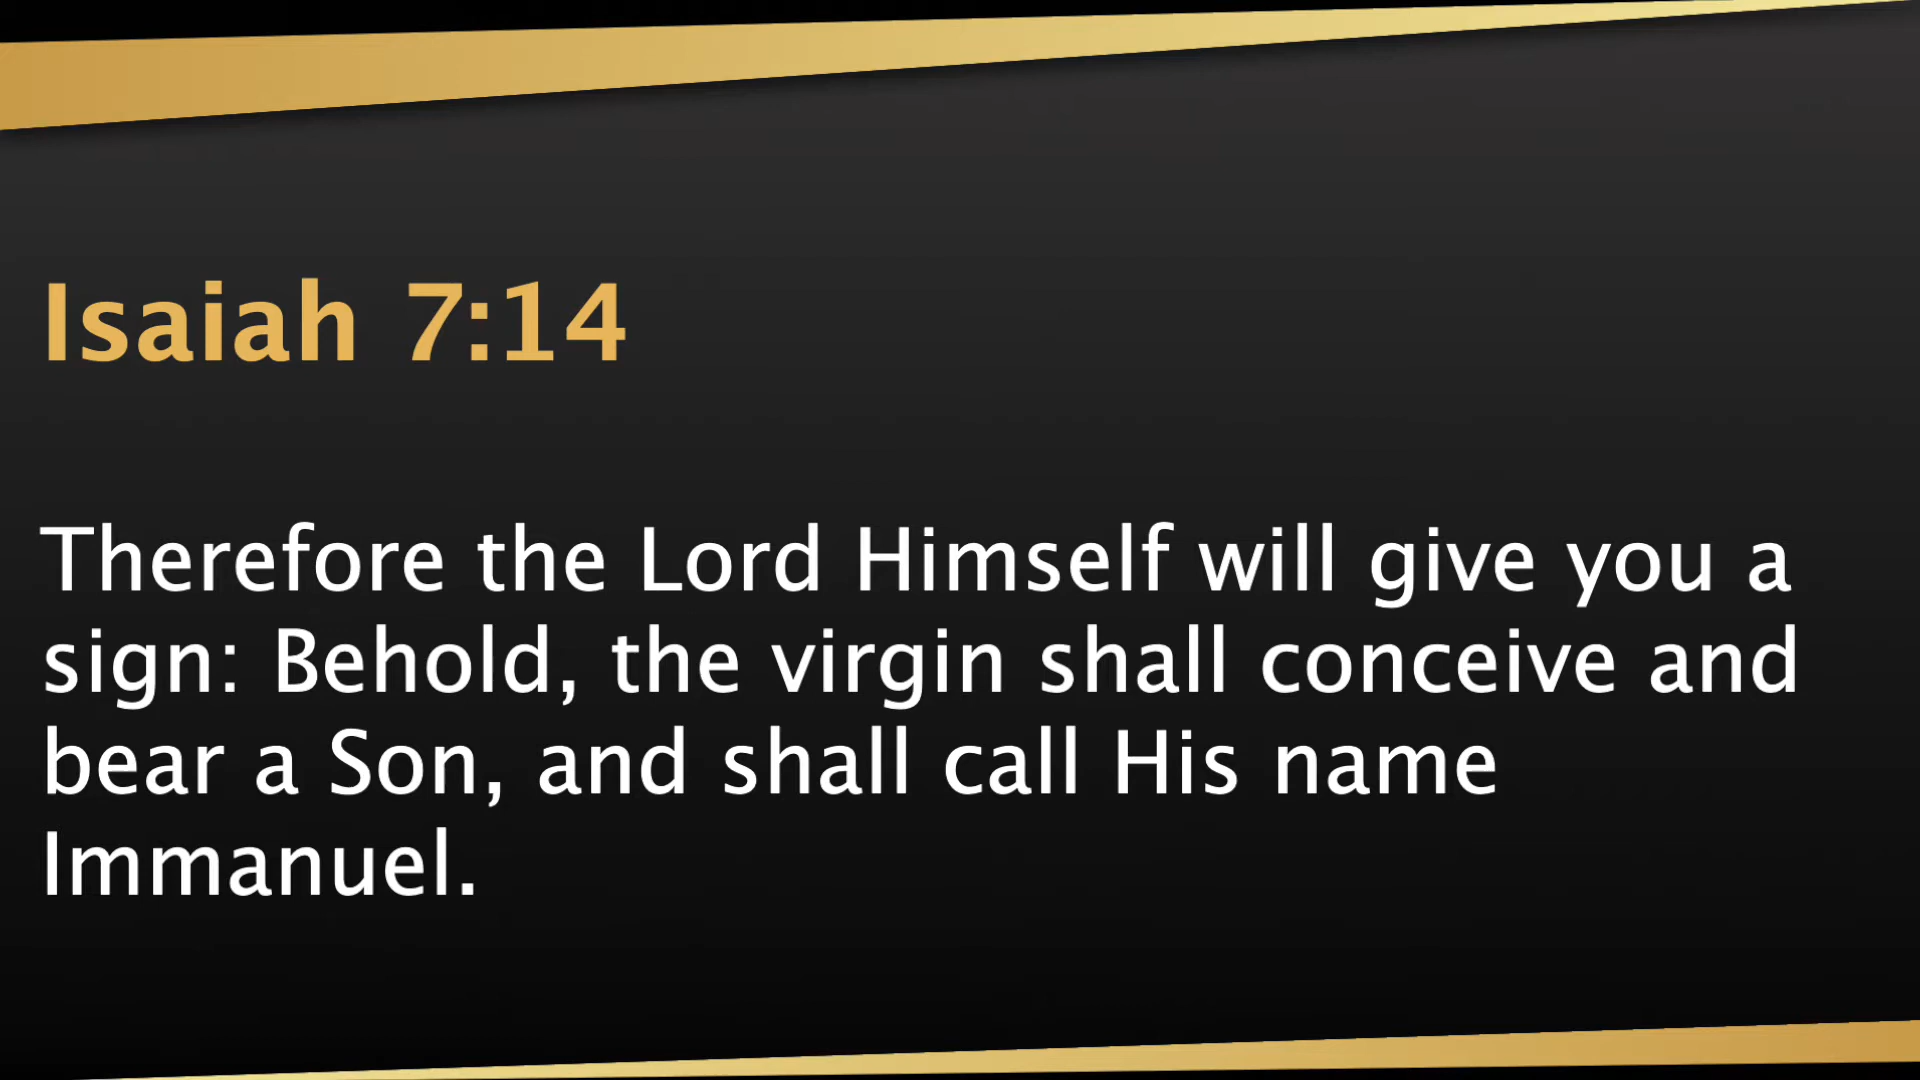 Isaiah 7:14
Therefore the Lord Himself will give you a
sign: Behold, the virgin shall conceive and
bear a Son, and shall call His name
Immanuel.